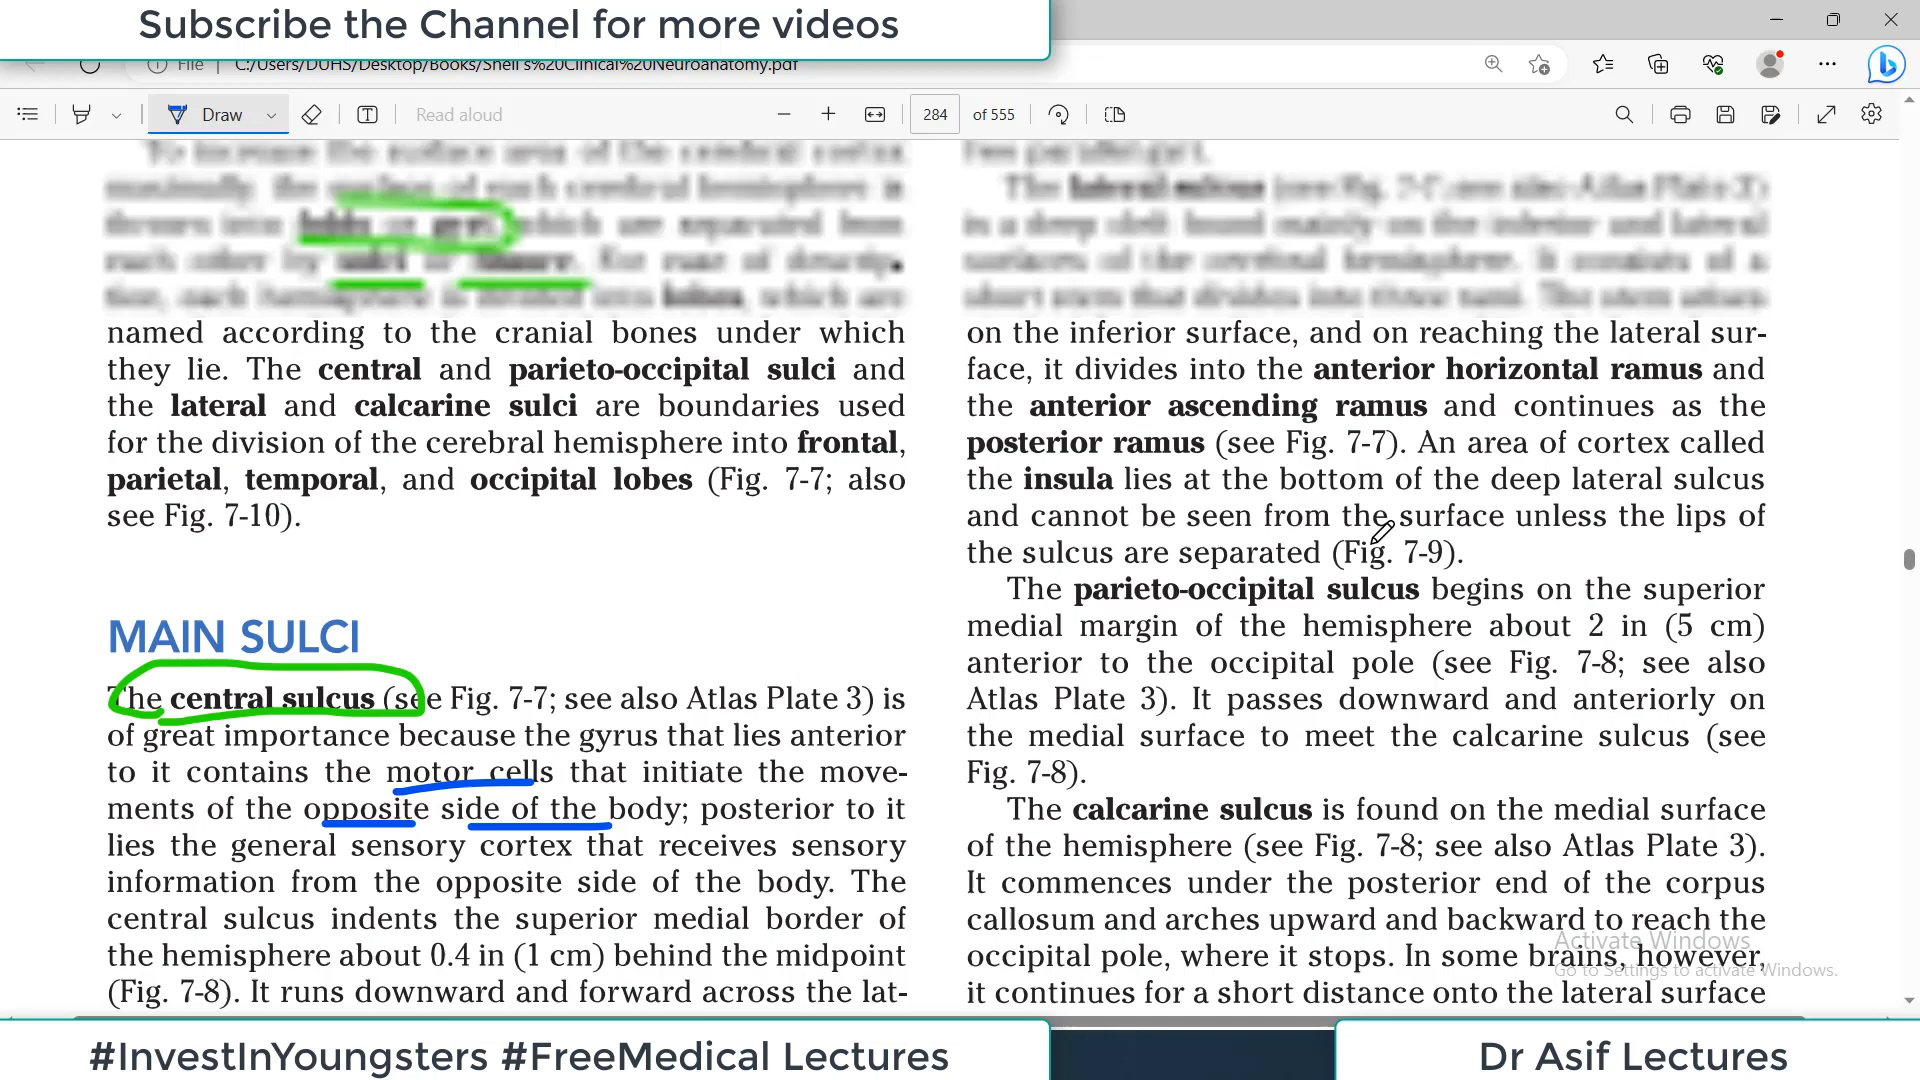 Subscribe the Channel for more videos
File C:/Users/DUHS/Desktop/Books/Snell's%20Clinical%20Neuroanatomy.pdf
Draw
Read aloud
284 of 555
named according to the cranial bones under which
they lie. The central and parieto-occipital sulci and
the lateral and calcarine sulci are boundaries used
for the division of the cerebral hemisphere into frontal,
parietal, temporal, and occipital lobes (Fig. 7-7; also
see Fig. 7-10).
MAIN SULCI
The central sulcus (see Fig. 7-7; see also Atlas Plate 3) is
of great importance because the gyrus that lies anterior
to it contains the motor cells that initiate the move-
ments of the opposite side of the body; posterior to it
lies the general sensory cortex that receives sensory
information from the opposite side of the body. The
central sulcus indents the superior medial border of
the hemisphere about 0.4 in (1 cm) behind the midpoint
(Fig. 7-8). It runs downward and forward across the lat-
on the inferior surface, and on reaching the lateral sur-
face, it divides into the anterior horizontal ramus and
the anterior ascending ramus and continues as the
posterior ramus (see Fig. 7-7). An area of cortex called
the insula lies at the bottom of the deep lateral sulcus
and cannot be seen from the surface unless the lips of
the sulcus are separated (Fig. 7-9).
The parieto-occipital sulcus begins on the superior
medial margin of the hemisphere about 2 in (5 cm)
anterior to the occipital pole (see Fig. 7-8; see also
Atlas Plate 3). It passes downward and anteriorly on
the medial surface to meet the calcarine sulcus (see
Fig. 7-8).
The calcarine sulcus is found on the medial surface
of the hemisphere (see Fig. 7-8; see also Atlas Plate 3).
It commences under the posterior end of the corpus
callosum and arches upward and backward to reach the
occipital pole, where it stops. In some brains, however,
it continues for a short distance onto the lateral surface
Activate Windows
Go to Settings to activate Windows.
#InvestInYoungsters #FreeMedical Lectures
Dr Asif Lectures